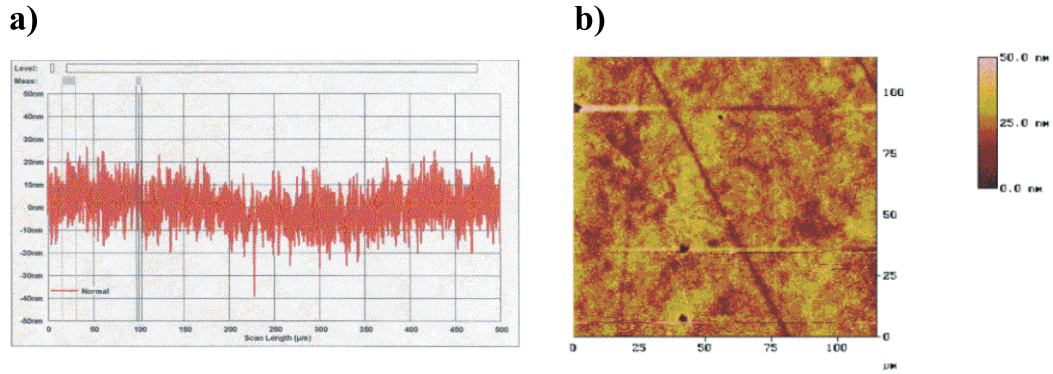 a)
Level:
Meas:
50nm
40nm
30nm
20nm
10nm
0nm
-10nm
-20nm
-30nm
-40nm
-50nm
Normal
0 50 100 150 200 250 300 350 400 450 500
Scan Length (µm)
b)
100
75
50
25
0
0 25 50 75 100
µm
50.0 nm
25.0 nm
0.0 nm